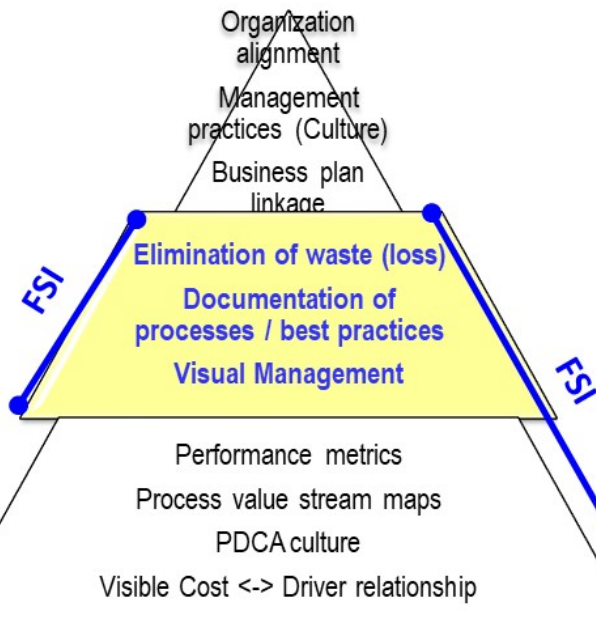 Organization
alignment
Management
practices (Culture)
Business plan
linkage
Elimination of waste (loss)
Documentation of
processes / best practices
Visual Management
FSI
FSI
Performance metrics
Process value stream maps
PDCA culture
Visible Cost <-> Driver relationship